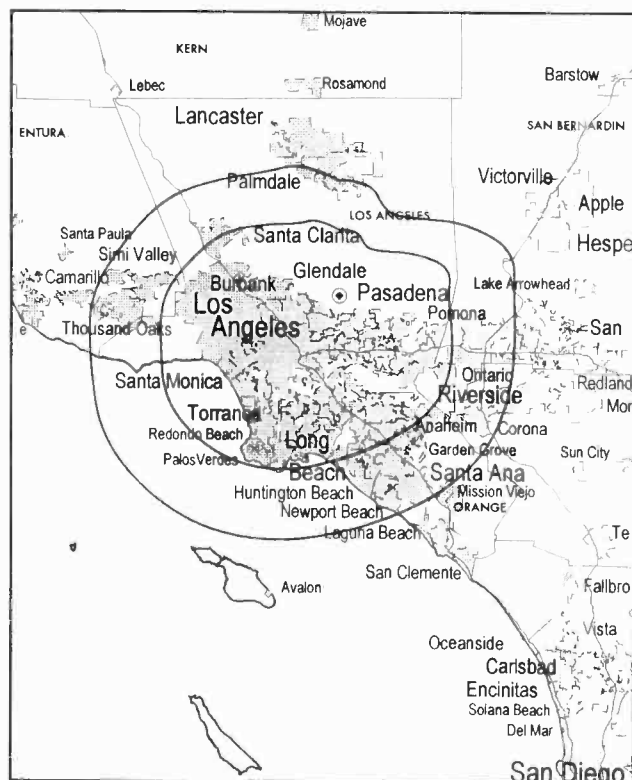 Mojave
KERN
Lebec
Rosamond
Barstow
Lancaster
ENTURA
SAN BERNARDIN
Palmdale
Victorville
LOS ANGELES
Apple
Santa Paula
Santa Clarita
Simi Valley
Hespe
Camarillo
Burbank
Glendale
Lake Arrowhead
Los
Angeles
Pasadena
Pomona
e
Thousand Oaks
San
Santa Monica
Ontario
Redland
Riverside
Mor
Torrance
Redondo Beach
Long
Beach
Anaheim
Corona
Palos Verdes
Garden Grove
Sun City
Santa Ana
Huntington Beach
Mission Viejo
Newport Beach
ORANGE
Laguna Beach
Te
San Clemente
Avalon
Fallbro
Vista
Oceanside
Carlsbad
Encinitas
Solana Beach
Del Mar
San Diego